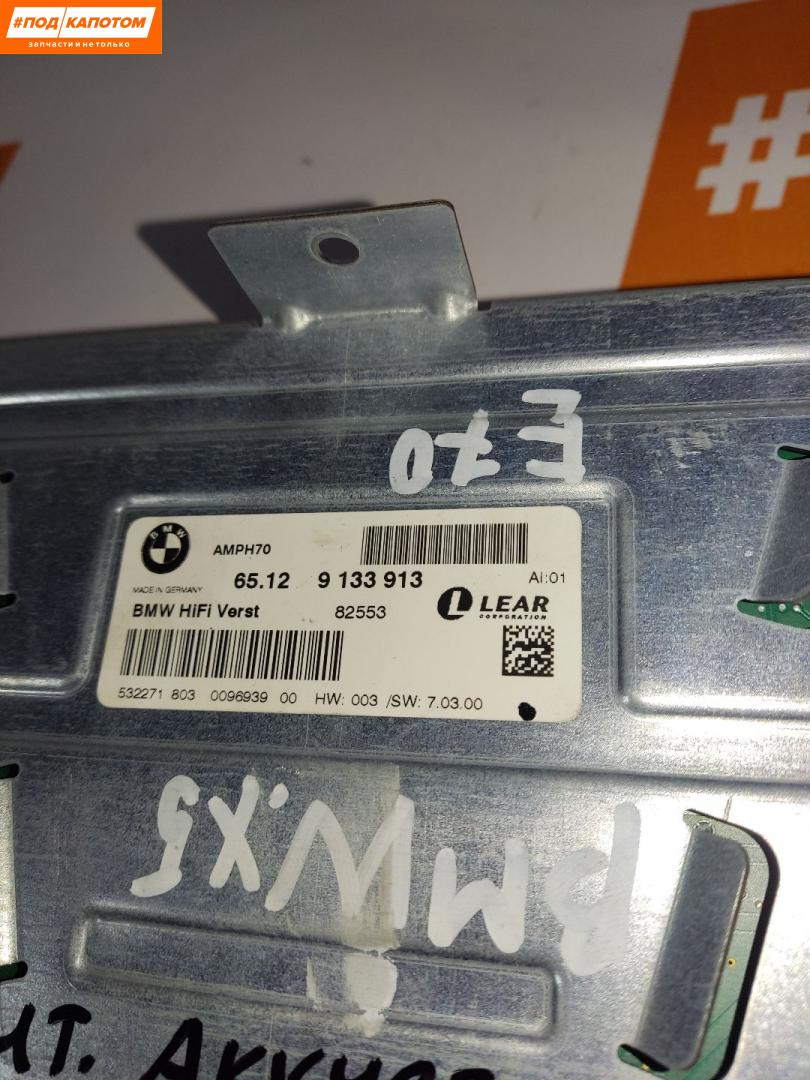 #ПОД КАПОТОМ
запчасти и не только
#
E70
BMW
AMPH70
MADE IN GERMANY
65.12 9 133 913
AI:01
BMW HiFi Verst 82553
LEAR
CORPORATION
532271 803 0096939 00 HW: 003 /SW: 7.03.00
BMW.X5